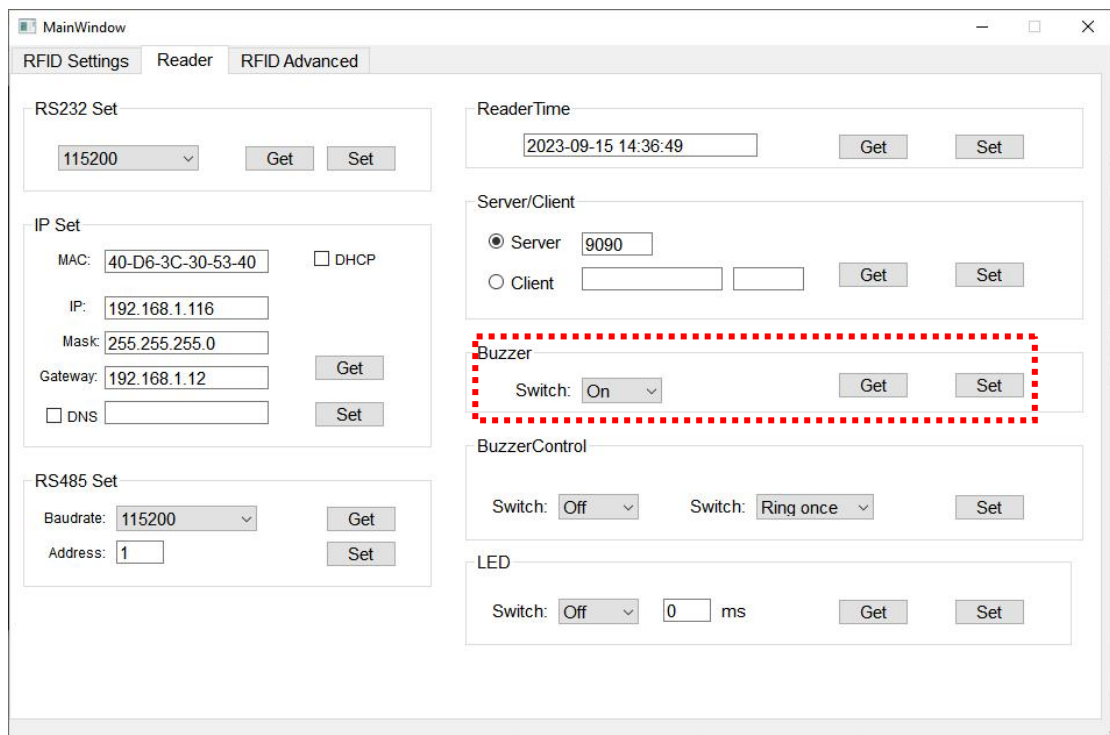 MainWindow
RFID Settings Reader RFID Advanced
RS232 Set
115200 Get Set
IP Set
MAC: 40-D6-3C-30-53-40 DHCP
IP: 192.168.1.116
Mask: 255.255.255.0
Gateway: 192.168.1.12 Get
DNS Set
RS485 Set
Baudrate: 115200 Get
Address: 1 Set
ReaderTime
2023-09-15 14:36:49 Get Set
Server/Client
Server 9090
Client Get Set
Buzzer
Switch: On Get Set
BuzzerControl
Switch: Off Switch: Ring once Set
LED
Switch: Off 0 ms Get Set